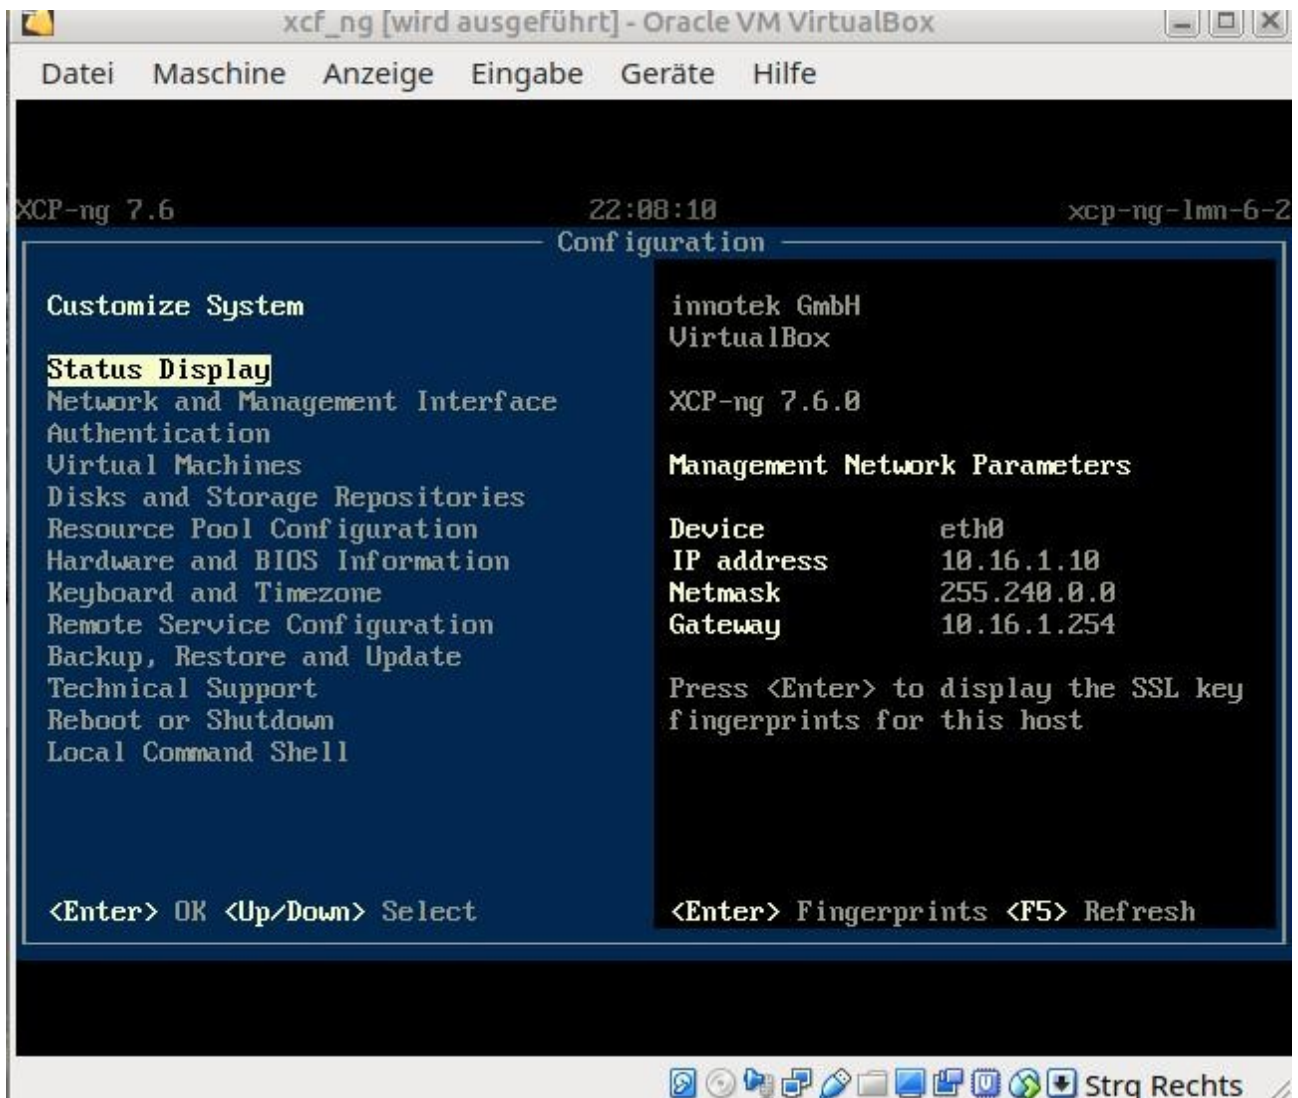 xcf_ng [wird ausgeführt] - Oracle VM VirtualBox
Datei Maschine Anzeige Eingabe Geräte Hilfe
XCP-ng 7.6 22:08:10 xcp-ng-lmn-6-2
Configuration
Customize System
Status Display
Network and Management Interface
Authentication
Virtual Machines
Disks and Storage Repositories
Resource Pool Configuration
Hardware and BIOS Information
Keyboard and Timezone
Remote Service Configuration
Backup, Restore and Update
Technical Support
Reboot or Shutdown
Local Command Shell
<Enter> OK <Up/Down> Select
innotek GmbH
VirtualBox
XCP-ng 7.6.0
Management Network Parameters
Device eth0
IP address 10.16.1.10
Netmask 255.240.0.0
Gateway 10.16.1.254
Press <Enter> to display the SSL key
fingerprints for this host
<Enter> Fingerprints <F5> Refresh
Strg Rechts